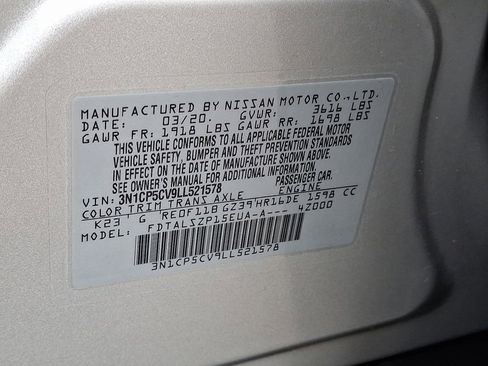 MANUFACTURED BY NISSAN MOTOR CO.,LTD.
DATE: 03/20. GVWR: 3616 LBS
GAWR FR: 1918 LBS GAWR RR: 1698 LBS
THIS VEHICLE CONFORMS TO ALL APPLICABLE FEDERAL MOTOR
VEHICLE SAFETY, BUMPER AND THEFT PREVENTION STANDARDS
IN EFFECT ON THE DATE OF MANUFACTURE SHOWN ABOVE.
SEE OWNER'S MANUAL FOR ADDITIONAL INFORMATION.
PASSENGER CAR
VIN: 3N1CP5CV9LL521578
COLOR TRIM TRANS AXLE ENGINE
K23 G RE0F11B GZ39 HR16DE 1598 CC
MODEL: FDTALSZP15EUA-A--- 4Z000
3N1CP5CV9LL521578